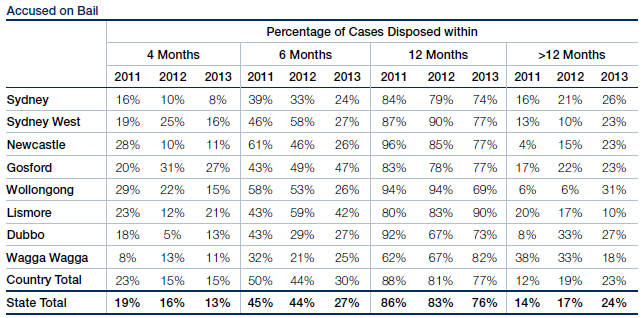 Accused on Bail
Percentage of Cases Disposed within
4 Months 6 Months 12 Months >12 Months
2011 2012 2013 2011 2012 2013 2011 2012 2013 2011 2012 2013
Sydney 16% 10% 8% 39% 33% 24% 84% 79% 74% 16% 21% 26%
Sydney West 19% 25% 16% 46% 58% 27% 87% 90% 77% 13% 10% 23%
Newcastle 28% 10% 11% 61% 46% 26% 96% 85% 77% 4% 15% 23%
Gosford 20% 31% 27% 43% 49% 47% 83% 78% 77% 17% 22% 23%
Wollongong 29% 22% 15% 58% 53% 26% 94% 94% 69% 6% 6% 31%
Lismore 23% 12% 21% 43% 59% 42% 80% 83% 90% 20% 17% 10%
Dubbo 18% 5% 13% 43% 29% 27% 92% 67% 73% 8% 33% 27%
Wagga Wagga 8% 13% 11% 32% 21% 25% 62% 67% 82% 38% 33% 18%
Country Total 23% 15% 15% 50% 44% 30% 88% 81% 77% 12% 19% 23%
State Total 19% 16% 13% 45% 44% 27% 86% 83% 76% 14% 17% 24%